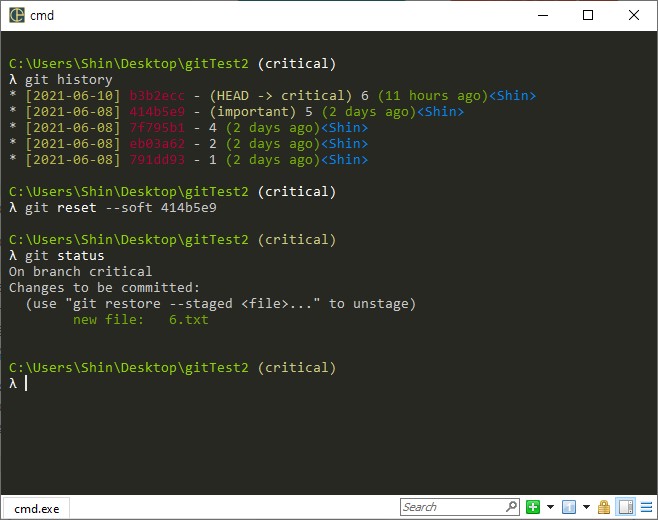 cmd
C:\Users\Shin\Desktop\gitTest2 (critical)
λ git history
* [2021-06-10] b3b2ecc - (HEAD -> critical) 6 (11 hours ago)<Shin>
* [2021-06-08] 414b5e9 - (important) 5 (2 days ago)<Shin>
* [2021-06-08] 7f795b1 - 4 (2 days ago)<Shin>
* [2021-06-08] eb03a62 - 2 (2 days ago)<Shin>
* [2021-06-08] 791dd93 - 1 (2 days ago)<Shin>
C:\Users\Shin\Desktop\gitTest2 (critical)
λ git reset --soft 414b5e9
C:\Users\Shin\Desktop\gitTest2 (critical)
λ git status
On branch critical
Changes to be committed:
  (use "git restore --staged <file>..." to unstage)
        new file:   6.txt
C:\Users\Shin\Desktop\gitTest2 (critical)
λ
cmd.exe
Search